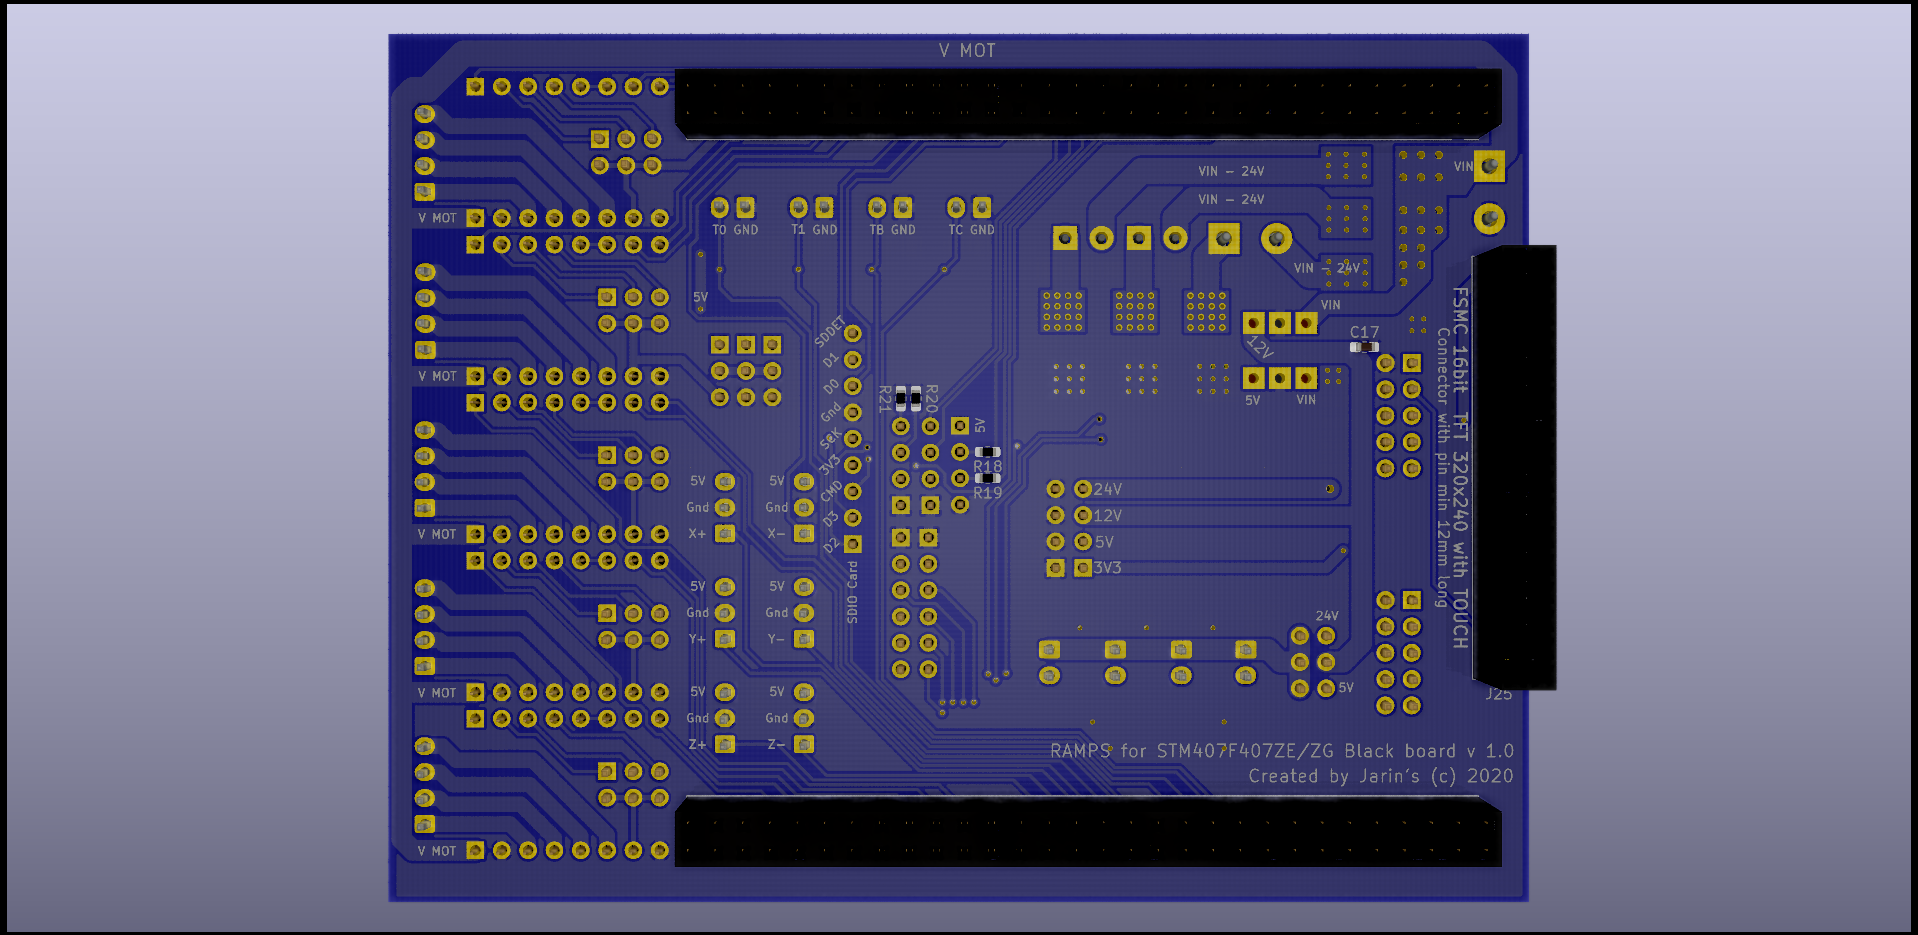 V MOT
VIN
VIN - 24V
VIN - 24V
V MOT
T0 GND
T1 GND
TB GND
TC GND
VIN - 24V
5V
VIN
SDDET
C17
12V
D1
V MOT
D0
R21
R20
5V
VIN
Gnd
5V
SCK
3V3
R18
R19
CMD
5V
5V
24V
Gnd
Gnd
D3
12V
X+
X-
D2
5V
V MOT
3V3
SDIO Card
FSMC 16bit TFT 320x240 with TOUCH
Connector with pin min 12mm long
5V
5V
Gnd
Gnd
24V
Y+
Y-
V MOT
5V
5V
5V
J25
Gnd
Gnd
Z+
Z-
RAMPS for STM407F407ZE/ZG Black board v 1.0
Created by Jarin's (c) 2020
V MOT